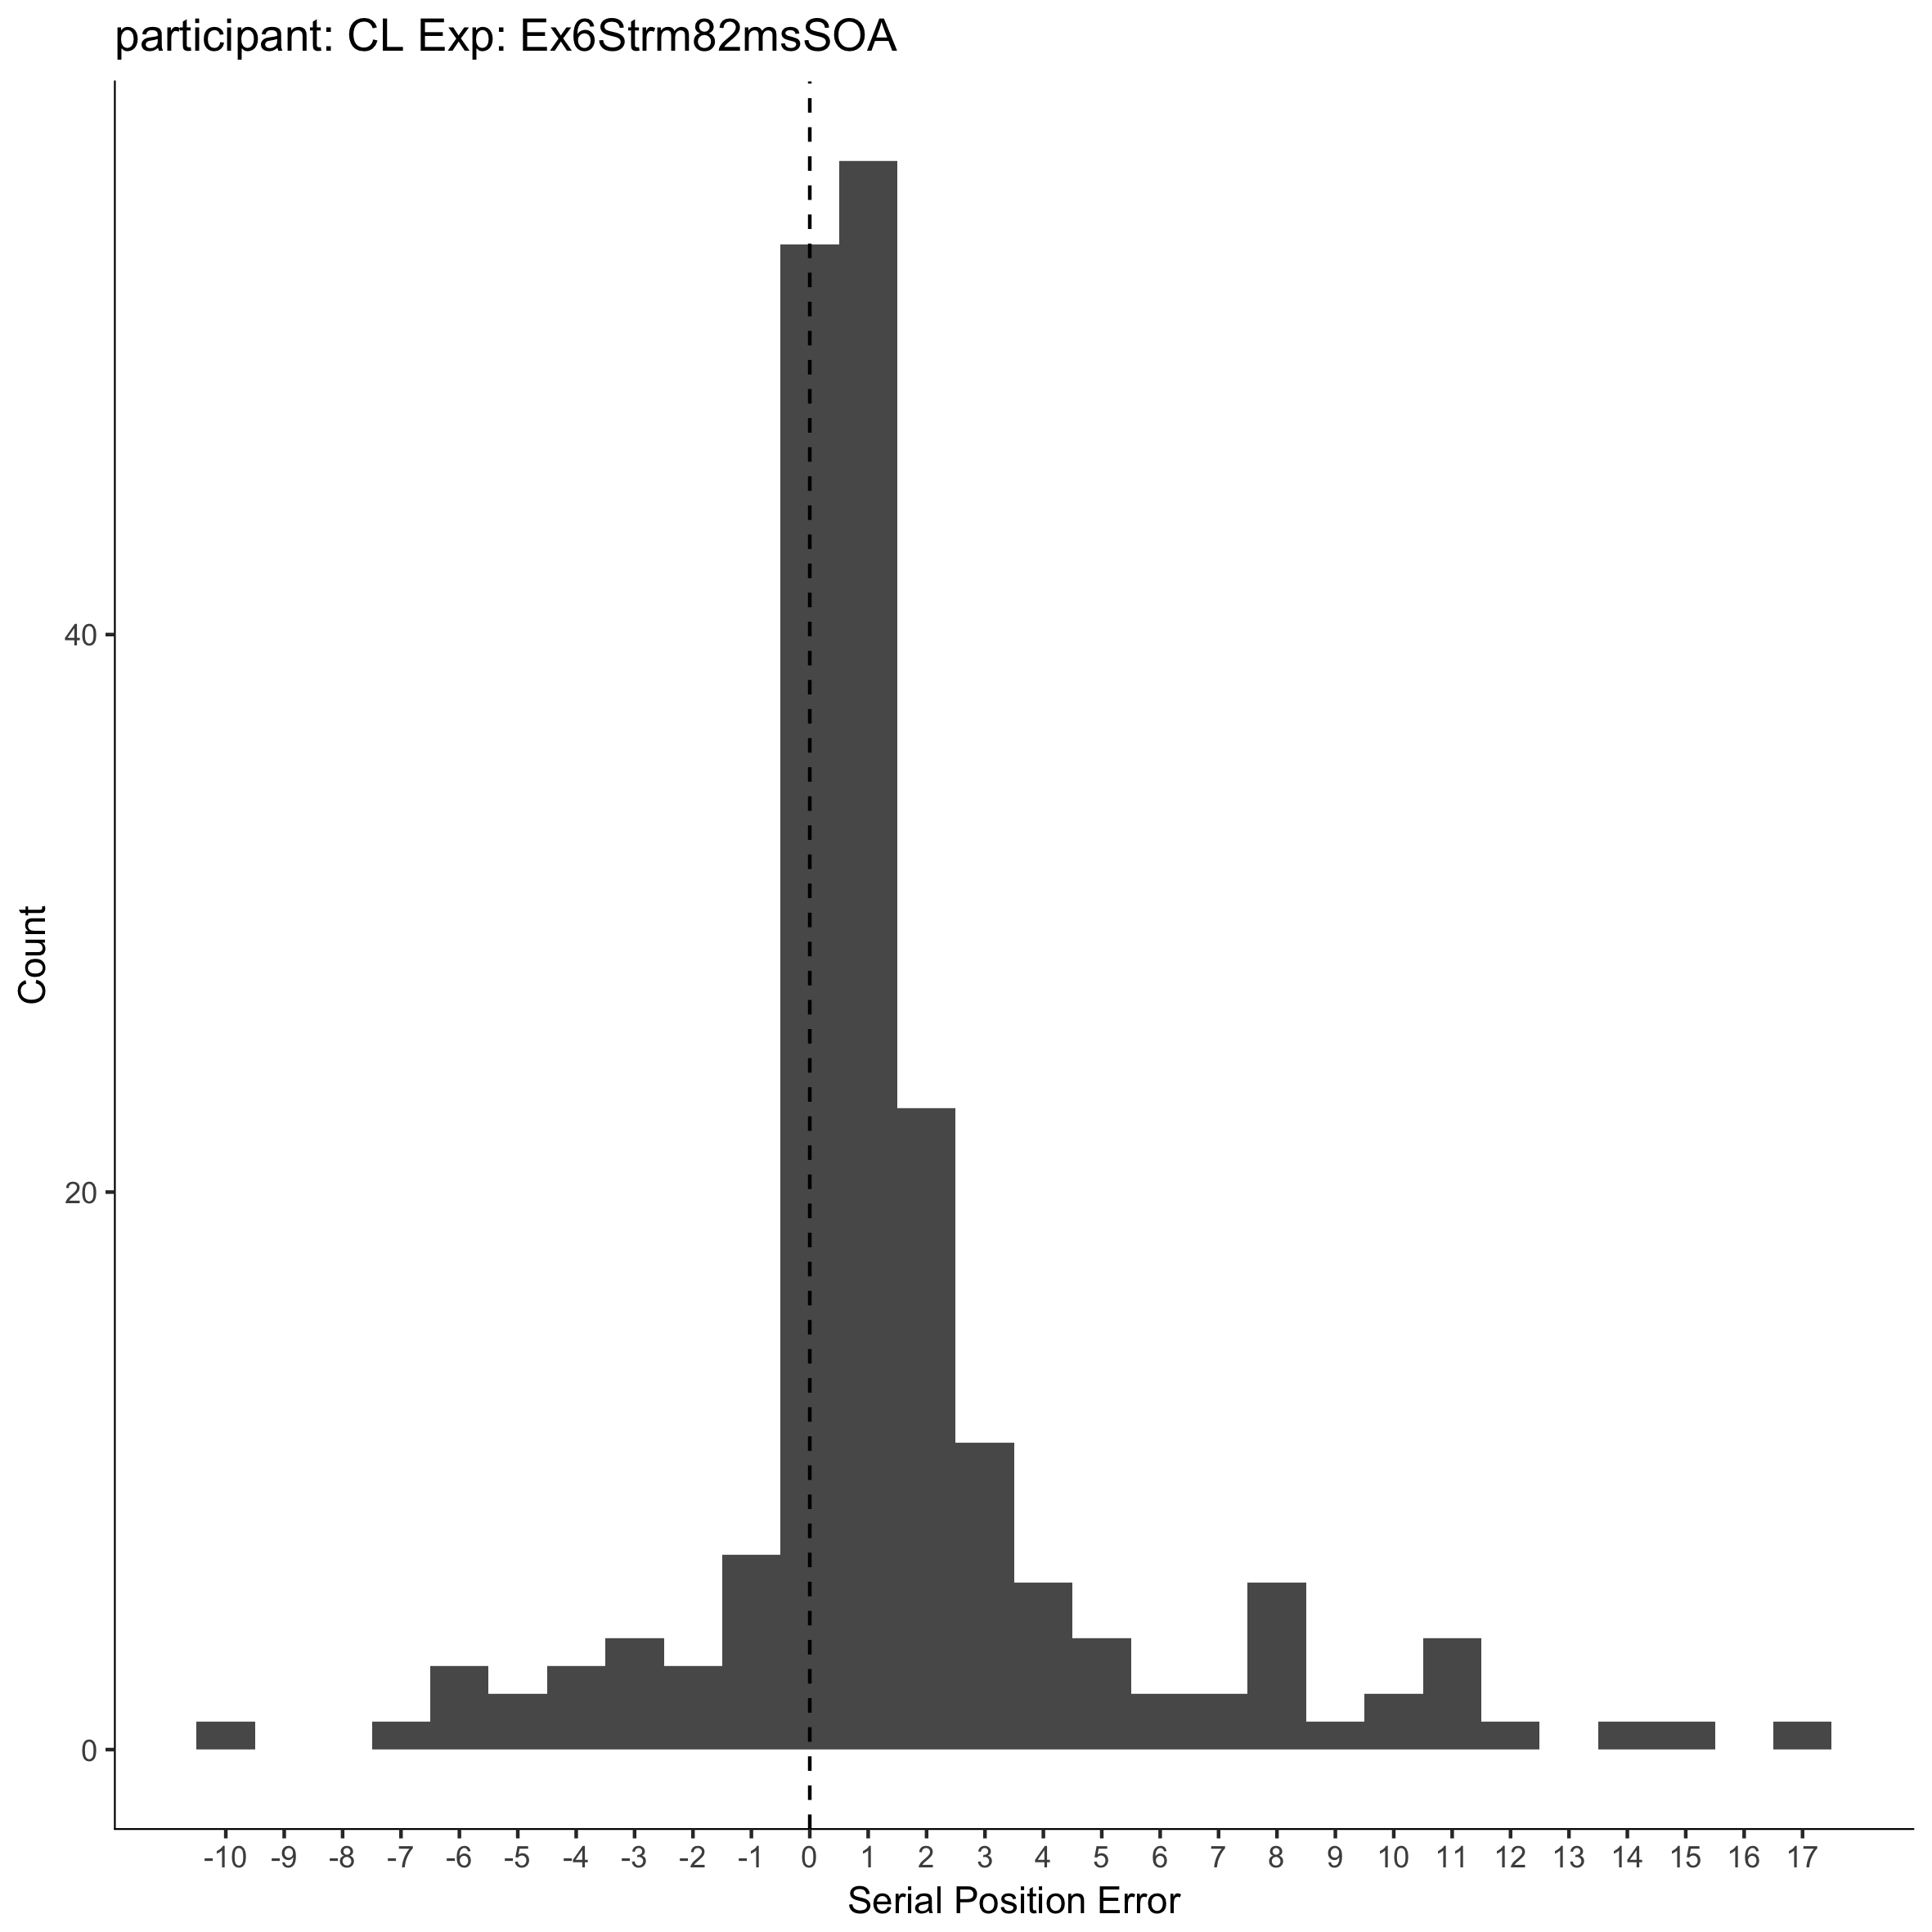 participant: CL Exp: Ex6Strm82msSOA
Count
40
20
0
-10 -9 -8 -7 -6 -5 -4 -3 -2 -1 0 1 2 3 4 5 6 7 8 9 10 11 12 13 14 15 16 17
Serial Position Error